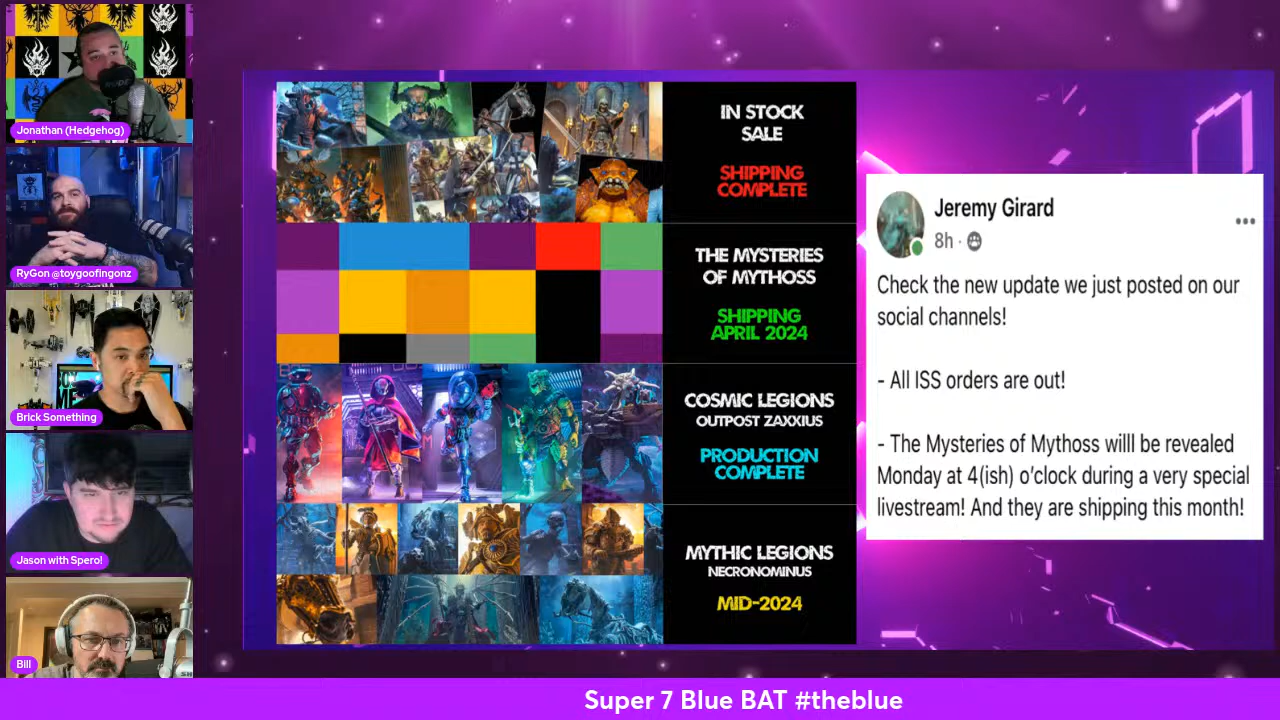 Jonathan (Hedgehog)
RyGon @toygoofingonz
Brick Something
Jason with Spero!
Bill
IN STOCK
SALE
SHIPPING
COMPLETE
THE MYSTERIES
OF MYTHOSS
SHIPPING
APRIL 2024
COSMIC LEGIONS
OUTPOST ZAXXIUS
PRODUCTION
COMPLETE
MYTHIC LEGIONS
NECRONOMINUS
MID-2024
Jeremy Girard
8h ·
Check the new update we just posted on our
social channels!
- All ISS orders are out!
- The Mysteries of Mythoss willl be revealed
Monday at 4(ish) o'clock during a very special
livestream! And they are shipping this month!
Super 7 Blue BAT #theblue